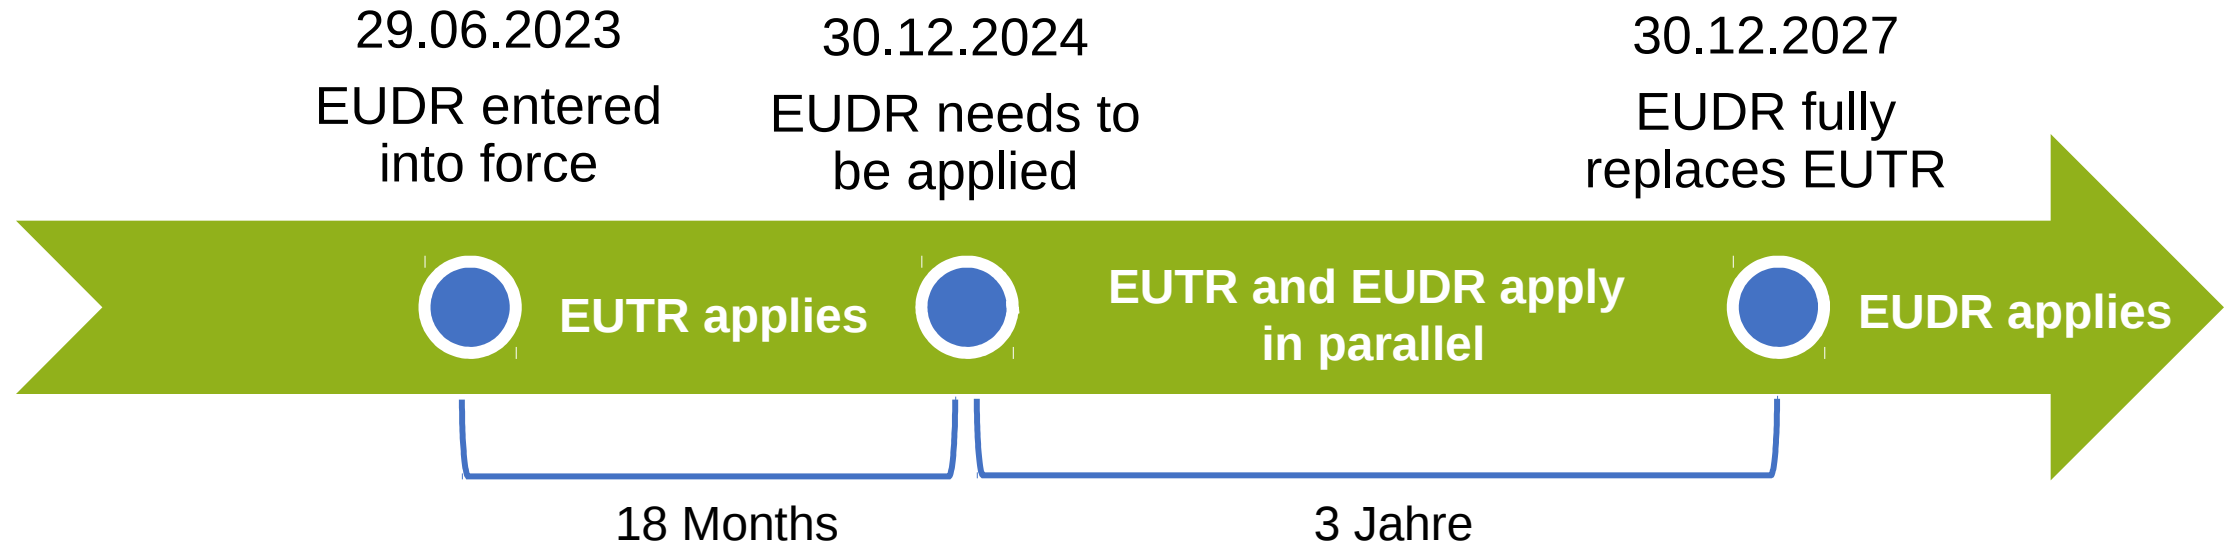 29.06.2023
EUDR entered
into force
30.12.2024
EUDR needs to
be applied
30.12.2027
EUDR fully
replaces EUTR
EUTR applies
EUTR and EUDR apply
in parallel
EUDR applies
18 Months
3 Jahre